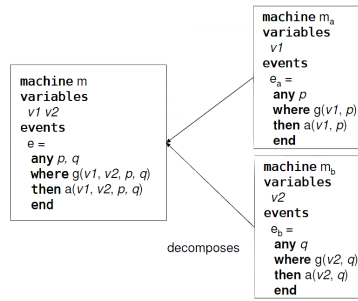 machine m
variables
v1 v2
events
e =
any p, q
where g(v1, v2, p, q)
then a(v1, v2, p, q)
end
machine ma
variables
v1
events
ea =
any p
where g(v1, p)
then a(v1, p)
end
machine mb
variables
v2
events
eb =
any q
where g(v2, q)
then a(v2, q)
end
decomposes